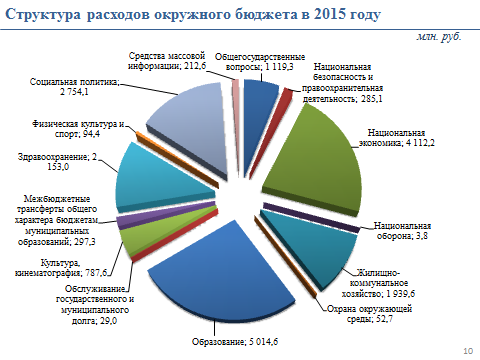 Структура расходов окружного бюджета в 2015 году
млн. руб.
Средства массовой
информации; 212,6
Общегосударственные
вопросы; 1 119,3
Национальная
безопасность и
правоохранительная
деятельность; 285,1
Национальная
экономика; 4 112,2
Национальная
оборона; 3,8
Жилищно-
коммунальное
хозяйство; 1 939,6
Охрана окружающей
среды; 52,7
Образование; 5 014,6
Обслуживание
государственного и
муниципального
долга; 29,0
Культура,
кинематография; 787,6
Межбюджетные
трансферты общего
характера бюджетам
муниципальных
образований; 297,3
Здравоохранение; 2
153,0
Физическая культура и
спорт; 94,4
Социальная политика;
2 754,1
10